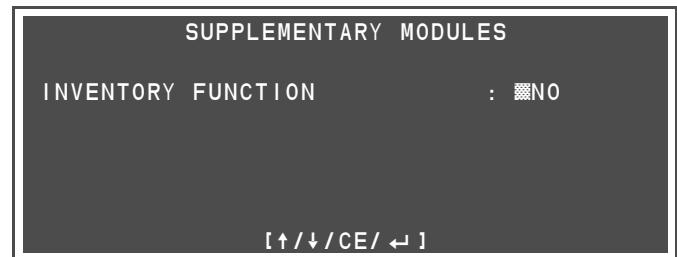 SUPPLEMENTARY MODULES
INVENTORY FUNCTION : ▒NO
[↑/↓/CE/ ↵ ]